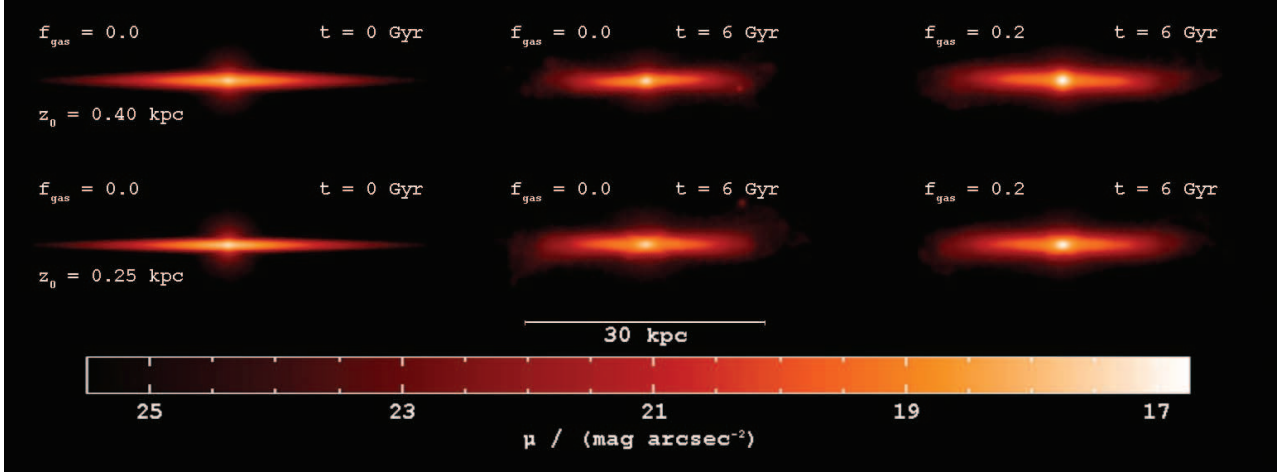 f_gas = 0.0 t = 0 Gyr f_gas = 0.0 t = 6 Gyr f_gas = 0.2 t = 6 Gyr
z_0 = 0.40 kpc
f_gas = 0.0 t = 0 Gyr f_gas = 0.0 t = 6 Gyr f_gas = 0.2 t = 6 Gyr
z_0 = 0.25 kpc
30 kpc
25 23 21 19 17
μ / (mag arcsec⁻²)